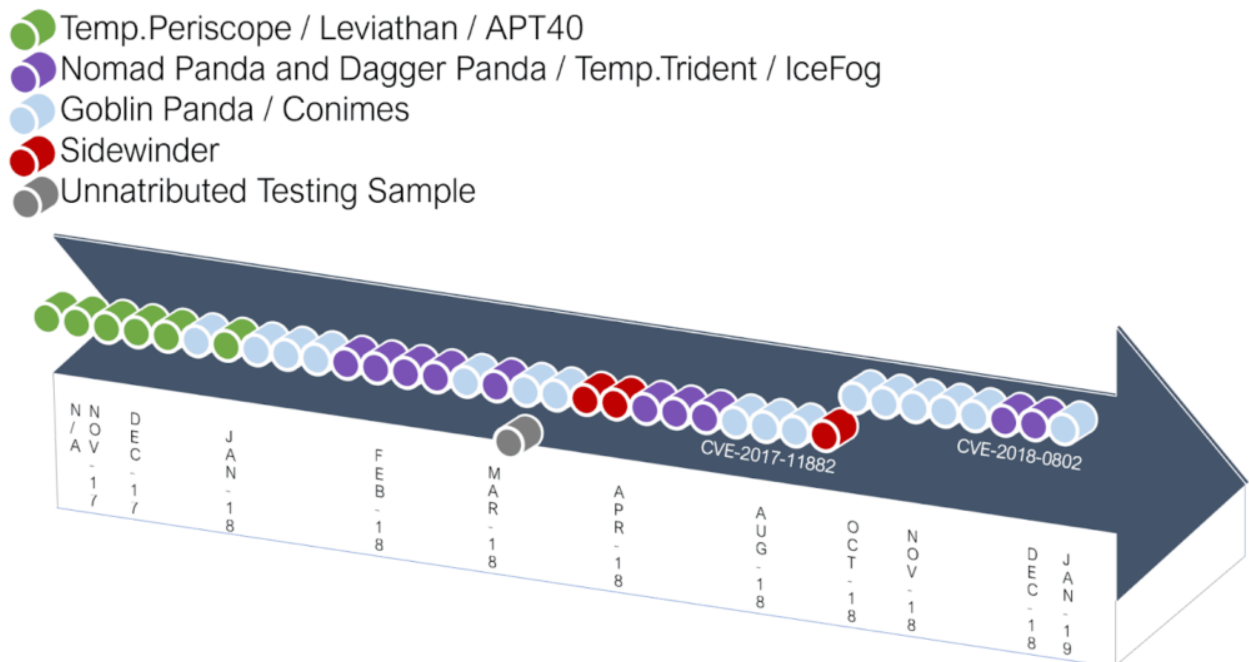 Temp.Periscope / Leviathan / APT40
Nomad Panda and Dagger Panda / Temp.Trident / IceFog
Goblin Panda / Conimes
Sidewinder
Unnatributed Testing Sample
CVE-2017-11882
CVE-2018-0802
N/A
NOV-17
DEC-17
JAN-18
FEB-18
MAR-18
APR-18
AUG-18
OCT-18
NOV-18
DEC-18
JAN-19